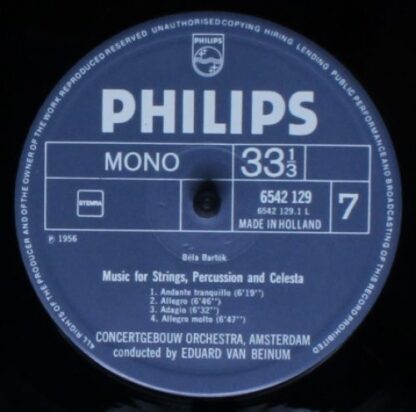 ALL RIGHTS OF THE PRODUCER AND OF THE OWNER OF THE WORK REPRODUCED RESERVED UNAUTHORISED COPYING HIRING LENDING PUBLIC PERFORMANCE AND BROADCASTING OF THIS RECORD PROHIBITED
PHILIPS
PHILIPS
MONO
33⅓
STEMRA
6542 129
6542 129.1 L
MADE IN HOLLAND
7
℗ 1956
Béla Bartók
Music for Strings, Percussion and Celesta
1. Andante tranquillo (6'19'')
2. Allegro (6'46'')
3. Adagio (6'32'')
4. Allegro molto (6'47'')
CONCERTGEBOUW ORCHESTRA, AMSTERDAM
conducted by EDUARD VAN BEINUM